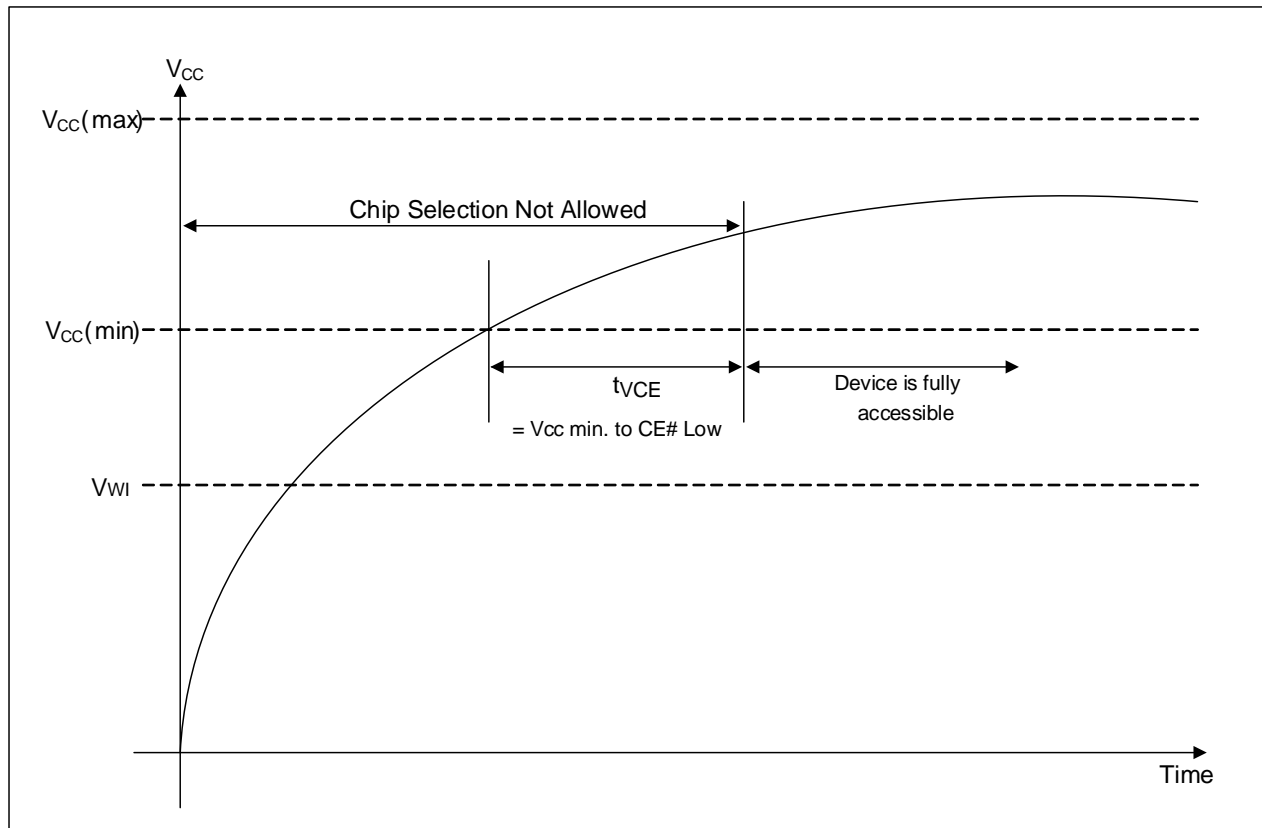 VCC
VCC(max)
Chip Selection Not Allowed
VCC(min)
tVCE
= Vcc min. to CE# Low
Device is fully
accessible
VWI
Time